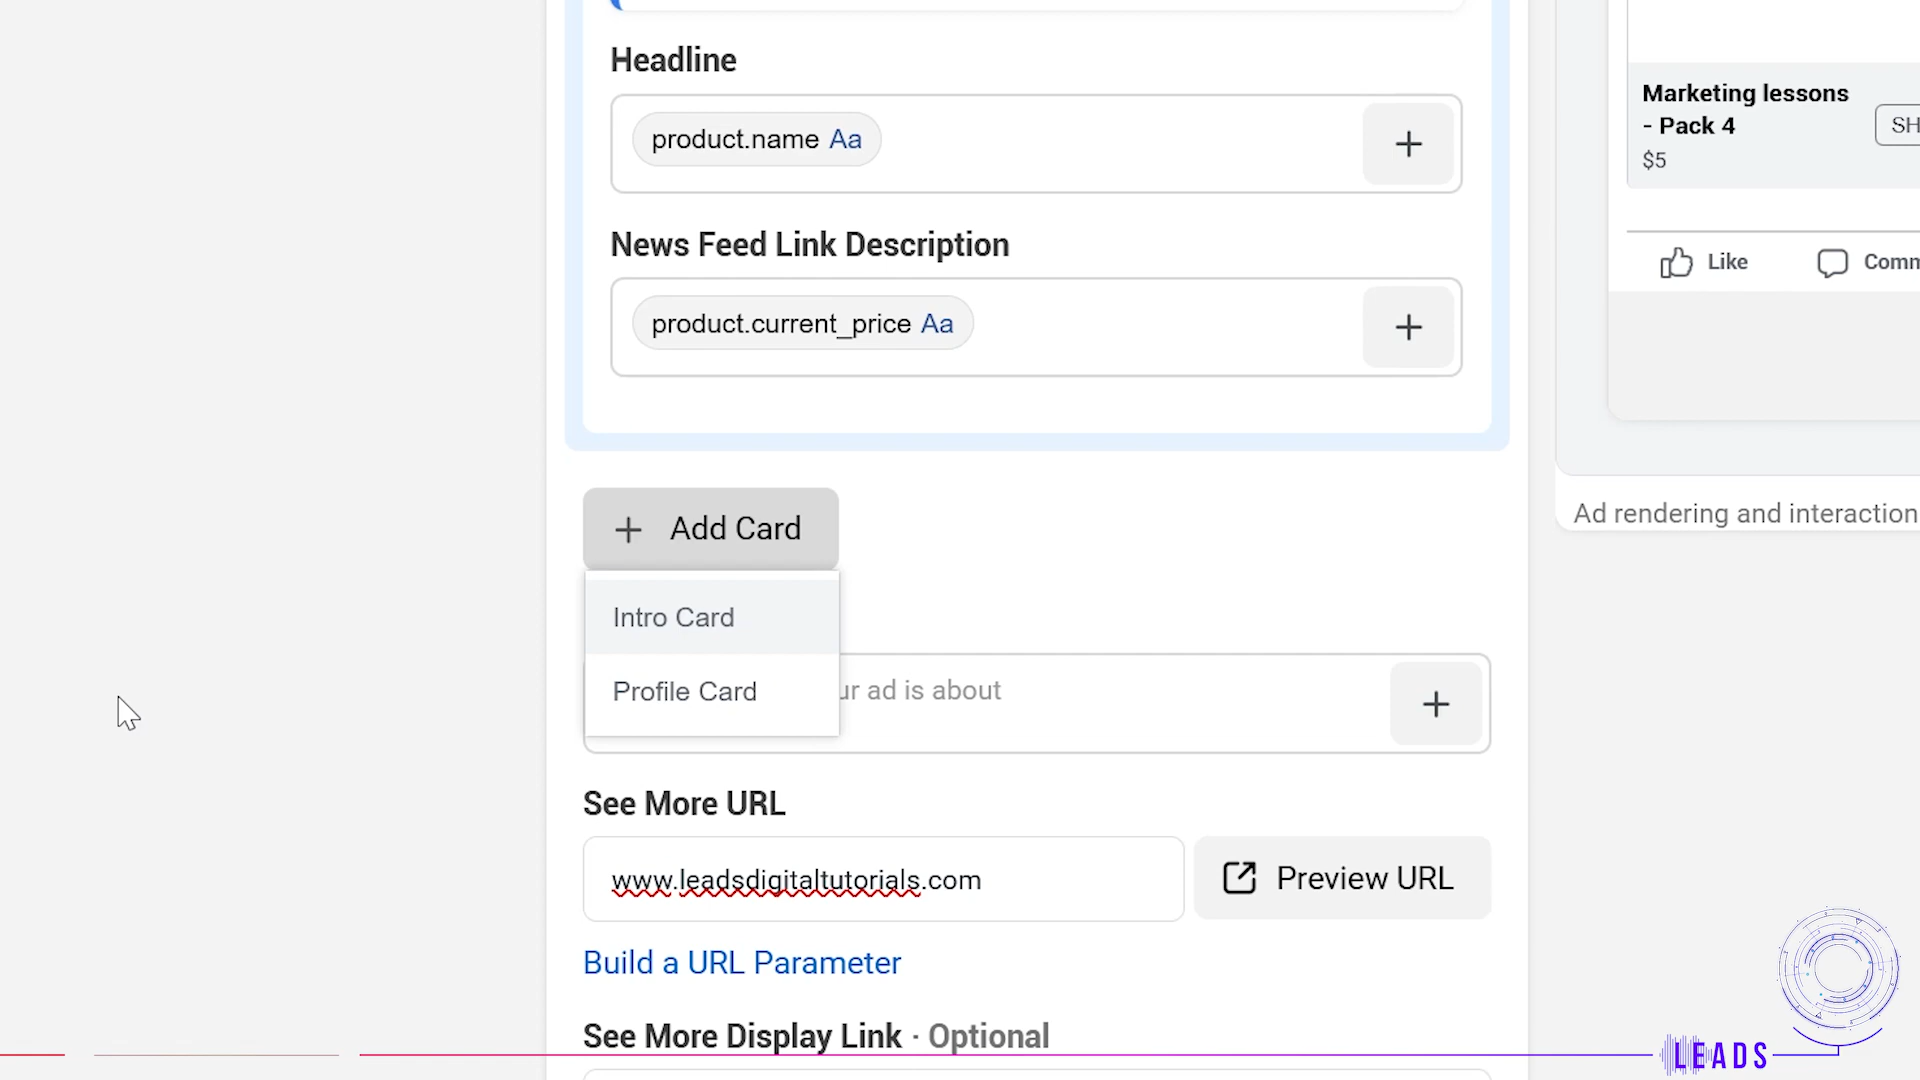 Headline
product.name Aa
News Feed Link Description
product.current_price Aa
+ Add Card
Intro Card
Profile Card
ur ad is about
See More URL
www.leadsdigitaltutorials.com
Preview URL
Build a URL Parameter
See More Display Link · Optional
Marketing lessons
- Pack 4
$5
SH
Like
Comm
Ad rendering and interaction
LEADS